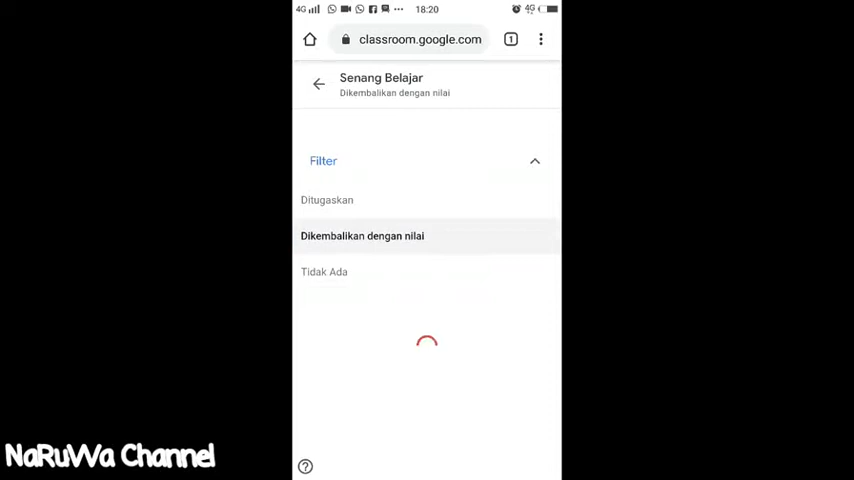 4G 18:20 4G
classroom.google.com 1
Senang Belajar
Dikembalikan dengan nilai
Filter
Ditugaskan
Dikembalikan dengan nilai
Tidak Ada
?
NaRuWa Channel